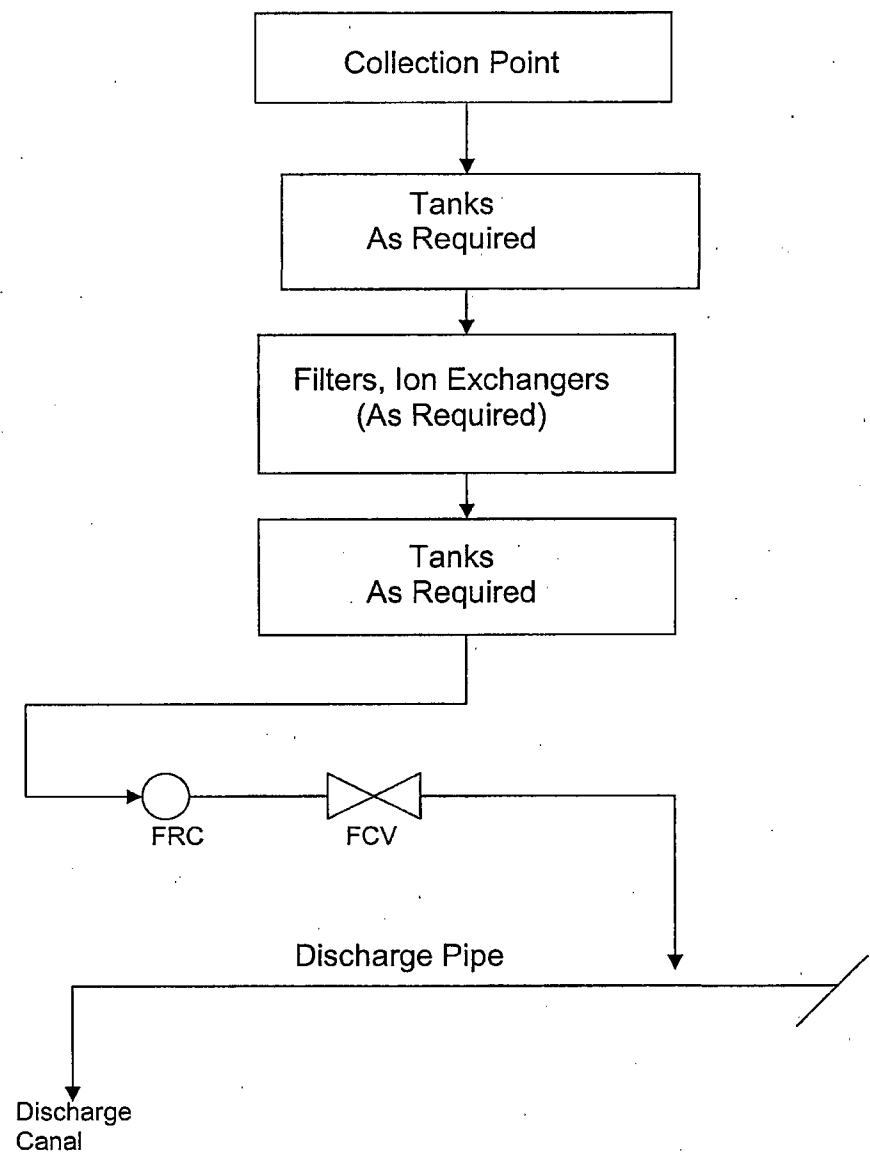 Collection Point
Tanks
As Required
Filters, Ion Exchangers
(As Required)
Tanks
As Required
FRC
FCV
Discharge Pipe
Discharge
Canal